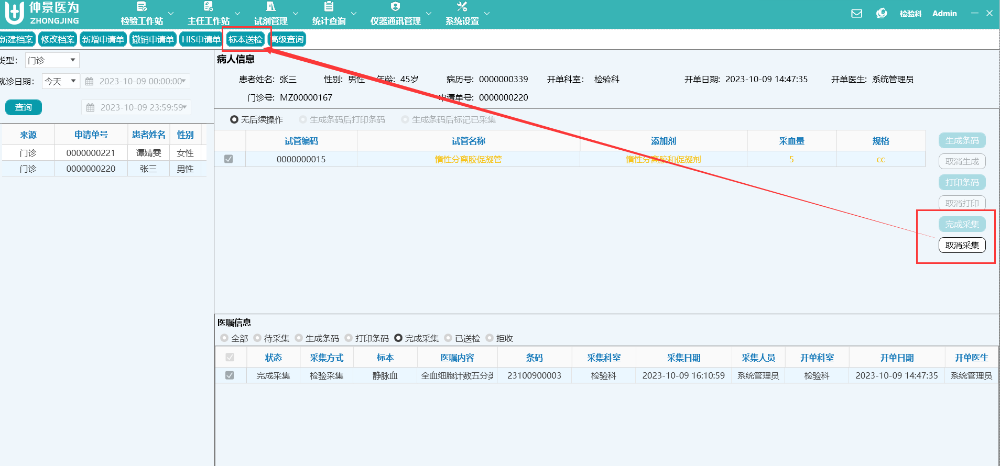 仲景医为
ZHONGJING
检验工作站
主任工作站
试剂管理
统计查询
仪器通讯管理
系统设置
检验科
Admin
新建档案
修改档案
新增申请单
撤销申请单
HIS申请单
标本送检
高级查询
类型：
门诊
就诊日期：
今天
2023-10-09 00:00:00
查询
2023-10-09 23:59:59
来源 申请单号 患者姓名 性别
门诊 0000000221 谭婧雯 女性
门诊 0000000220 张三 男性
病人信息
患者姓名: 张三 性别: 男性 年龄: 45岁 病历号: 0000000339 开单科室： 检验科 开单日期: 2023-10-09 14:47:35 开单医生: 系统管理员
门诊号: MZ00000167 申请单号: 0000000220
无后续操作 生成条码后打印条码 生成条码后标记已采集
试管编码 试管名称 添加剂 采血量 规格
0000000015 惰性分离胶促凝管 惰性分离胶和促凝剂 5 cc
生成条码
取消生成
打印条码
取消打印
完成采集
取消采集
医嘱信息
全部 待采集 生成条码 打印条码 完成采集 已送检 拒收
状态 采集方式 标本 医嘱内容 条码 采集科室 采集日期 采集人员 开单科室 开单日期 开单医生
完成采集 检验采集 静脉血 全血细胞计数五分类 23100900003 检验科 2023-10-09 16:10:59 系统管理员 检验科 2023-10-09 14:47:35 系统管理员